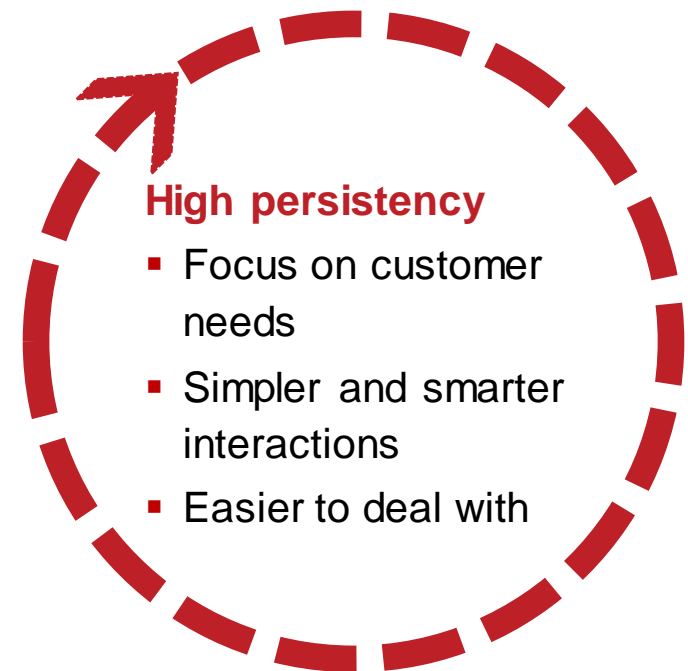 High persistency
▪ Focus on customer
needs
▪ Simpler and smarter
interactions
▪ Easier to deal with